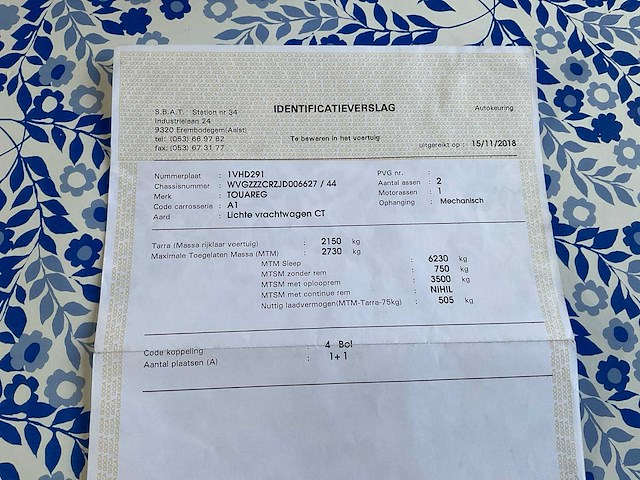 IDENTIFICATIEVERSLAG
Autokeuring
S.B.A.T. Station nr 34
Industrielaan 24
9320 Erembodegem(Aalst)
tel: (053) 66.97.82
fax: (053) 67.31.77
Te bewaren in het voertuig
uitgereikt op : 15/11/2018
Nummerplaat : 1VHD291
Chassisnummer : WVGZZZCRZJD006627 / 44
Merk : TOUAREG
Code carrosserie : A1
Aard : Lichte vrachtwagen CT
PVG nr. :
Aantal assen : 2
Motorassen : 1
Ophanging : Mechanisch
Tarra (Massa rijklaar voertuig) : 2150 kg
Maximale Toegelaten Massa (MTM) : 2730 kg
MTM Sleep : 6230 kg
MTSM zonder rem : 750 kg
MTSM met oplooprem : 3500 kg
MTSM met continue rem : NIHIL
Nuttig laadvermogen(MTM-Tarra-75kg) : 505 kg
Code koppeling : 4 Bol
Aantal plaatsen (A) : 1+1